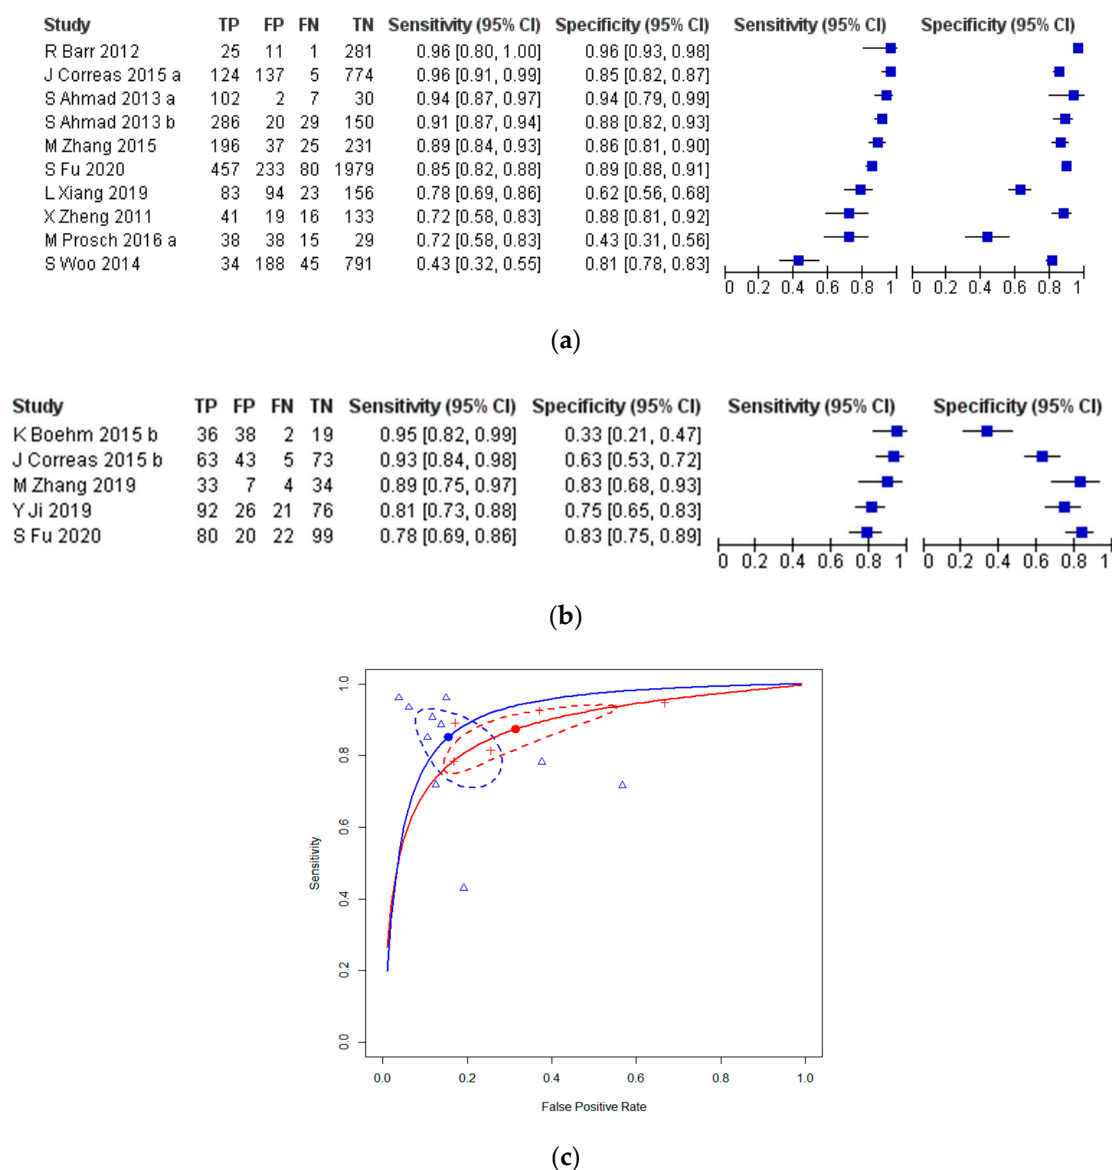 Study TP FP FN TN Sensitivity (95% CI) Specificity (95% CI) Sensitivity (95% CI) Specificity (95% CI)
R Barr 2012 25 11 1 281 0.96 [0.80, 1.00] 0.96 [0.93, 0.98]
J Correas 2015 a 124 137 5 774 0.96 [0.91, 0.99] 0.85 [0.82, 0.87]
S Ahmad 2013 a 102 2 7 30 0.94 [0.87, 0.97] 0.94 [0.79, 0.99]
S Ahmad 2013 b 286 20 29 150 0.91 [0.87, 0.94] 0.88 [0.82, 0.93]
M Zhang 2015 196 37 25 231 0.89 [0.84, 0.93] 0.86 [0.81, 0.90]
S Fu 2020 457 233 80 1979 0.85 [0.82, 0.88] 0.89 [0.88, 0.91]
L Xiang 2019 83 94 23 156 0.78 [0.69, 0.86] 0.62 [0.56, 0.68]
X Zheng 2011 41 19 16 133 0.72 [0.58, 0.83] 0.88 [0.81, 0.92]
M Prosch 2016 a 38 38 15 29 0.72 [0.58, 0.83] 0.43 [0.31, 0.56]
S Woo 2014 34 188 45 791 0.43 [0.32, 0.55] 0.81 [0.78, 0.83]
0 0.2 0.4 0.6 0.8 1 0 0.2 0.4 0.6 0.8 1
(a)
Study TP FP FN TN Sensitivity (95% CI) Specificity (95% CI) Sensitivity (95% CI) Specificity (95% CI)
K Boehm 2015 b 36 38 2 19 0.95 [0.82, 0.99] 0.33 [0.21, 0.47]
J Correas 2015 b 63 43 5 73 0.93 [0.84, 0.98] 0.63 [0.53, 0.72]
M Zhang 2019 33 7 4 34 0.89 [0.75, 0.97] 0.83 [0.68, 0.93]
Y Ji 2019 92 26 21 76 0.81 [0.73, 0.88] 0.75 [0.65, 0.83]
S Fu 2020 80 20 22 99 0.78 [0.69, 0.86] 0.83 [0.75, 0.89]
0 0.2 0.4 0.6 0.8 1 0 0.2 0.4 0.6 0.8 1
(b)
1.0
0.8
0.6
0.4
0.2
0.0
Sensitivity
0.0 0.2 0.4 0.6 0.8 1.0
False Positive Rate
(c)